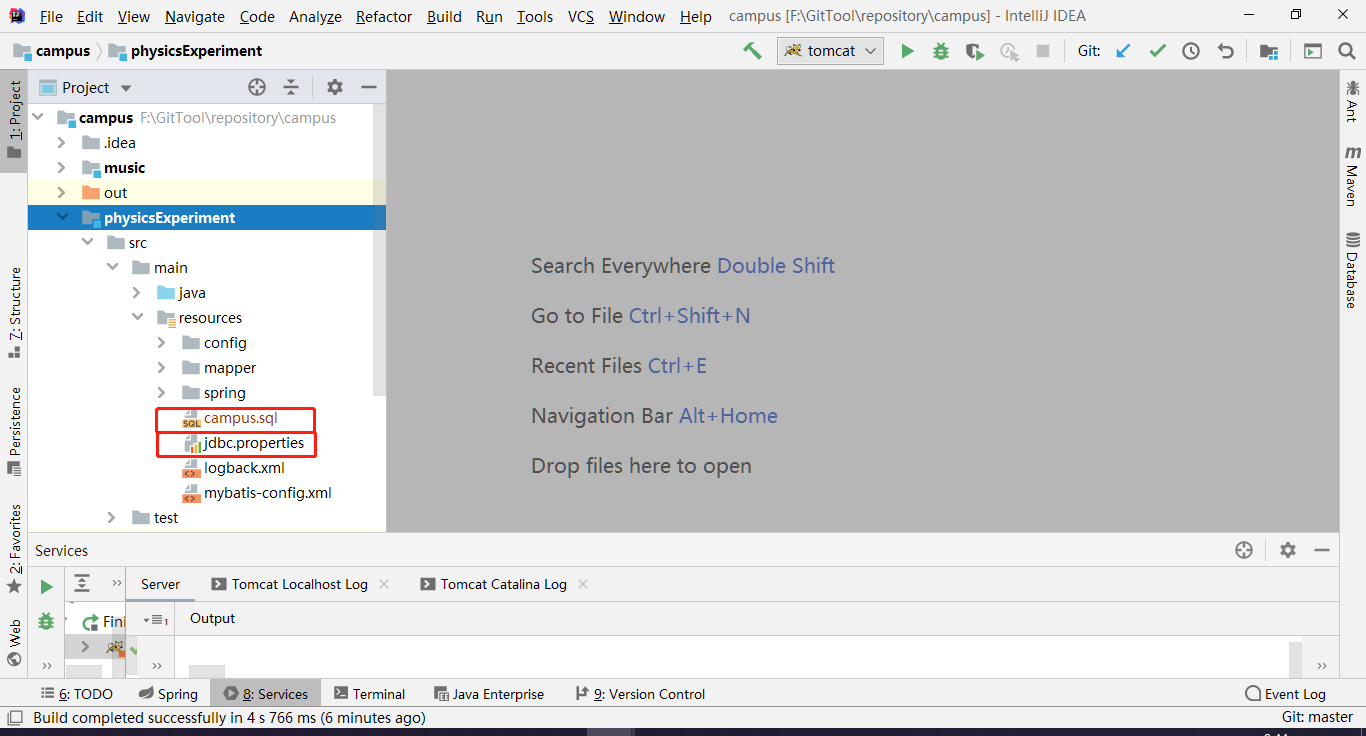 File Edit View Navigate Code Analyze Refactor Build Run Tools VCS Window Help campus [F:\GitTool\repository\campus] - IntelliJ IDEA
campus physicsExperiment tomcat Git:
1: Project
Z: Structure
Persistence
2: Favorites
Web
Project
campus F:\GitTool\repository\campus
.idea
music
out
physicsExperiment
src
main
java
resources
config
mapper
spring
SQL campus.sql
jdbc.properties
logback.xml
mybatis-config.xml
test
Search Everywhere Double Shift
Go to File Ctrl+Shift+N
Recent Files Ctrl+E
Navigation Bar Alt+Home
Drop files here to open
Ant
m Maven
Database
Services
Server Tomcat Localhost Log Tomcat Catalina Log
Fini 1 Output
6: TODO Spring 8: Services Terminal Java Enterprise 9: Version Control Event Log
Build completed successfully in 4 s 766 ms (6 minutes ago) Git: master